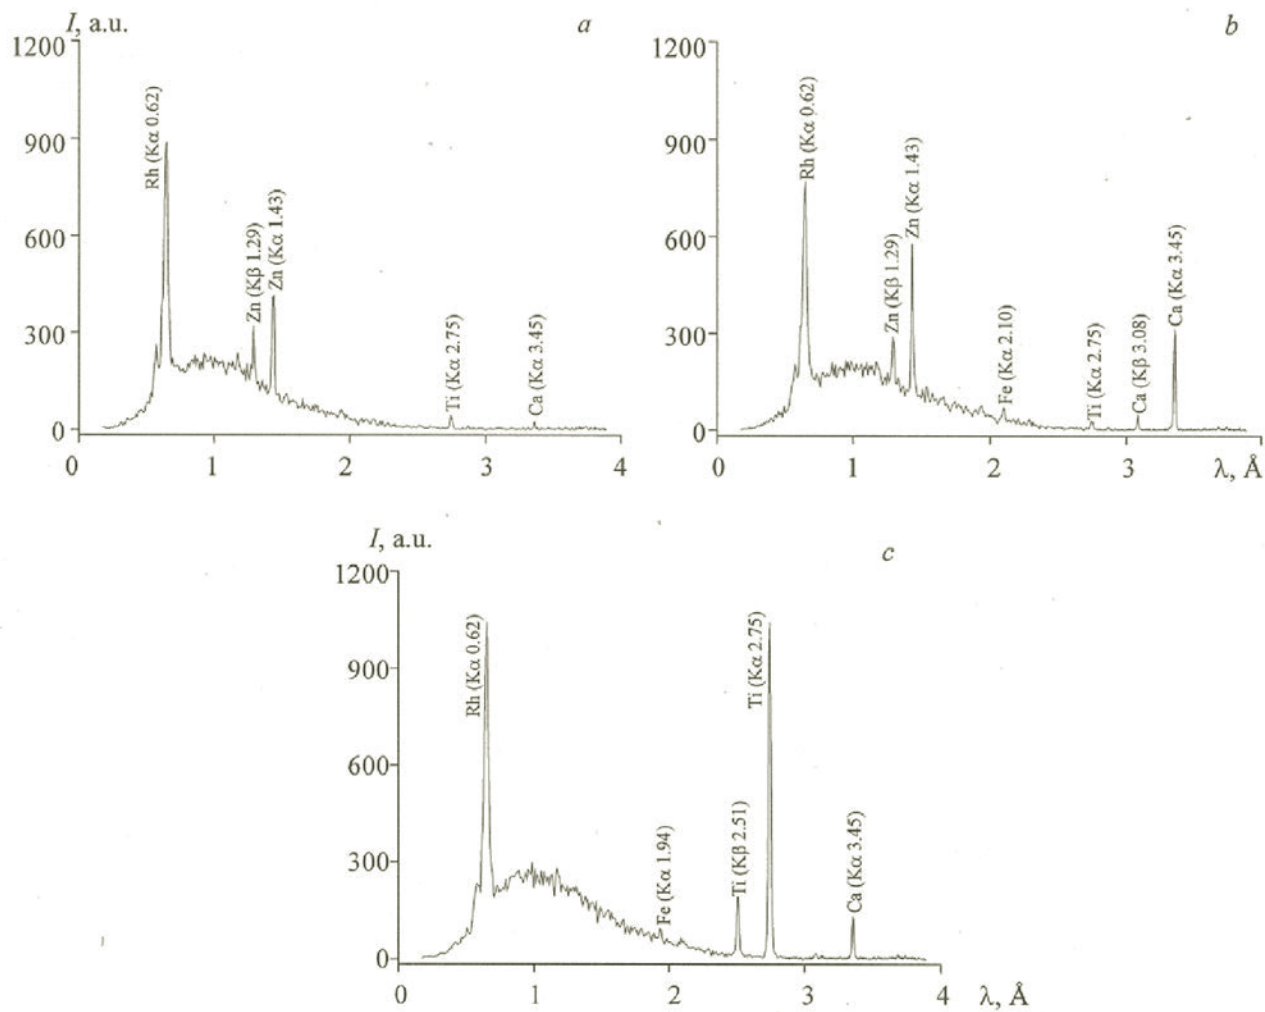 I, a.u.
a
1200
900
600
300
0
0
1
2
3
4
Rh (Kα 0.62)
Zn (Kβ 1.29)
Zn (Kα 1.43)
Ti (Kα 2.75)
Ca (Kα 3.45)
b
1200
900
600
300
0
0
1
2
3
λ, Å
Rh (Kα 0.62)
Zn (Kβ 1.29)
Zn (Kα 1.43)
Fe (Kα 2.10)
Ti (Kα 2.75)
Ca (Kβ 3.08)
Ca (Kα 3.45)
I, a.u.
c
1200
900
600
300
0
0
1
2
3
4
λ, Å
Rh (Kα 0.62)
Fe (Kα 1.94)
Ti (Kβ 2.51)
Ti (Kα 2.75)
Ca (Kα 3.45)